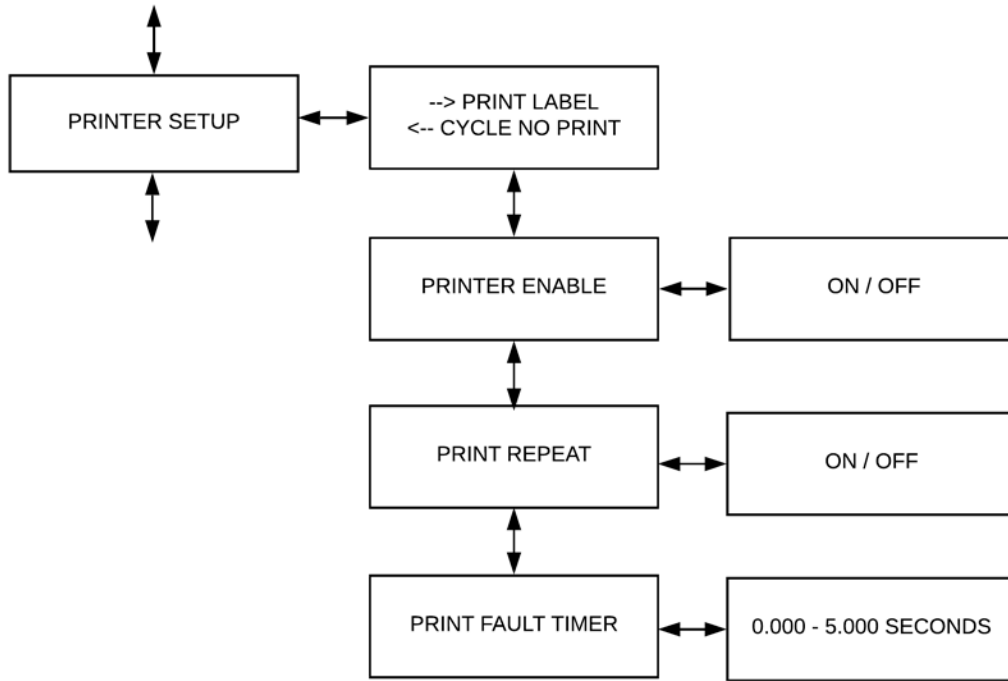 PRINTER SETUP
--> PRINT LABEL
<-- CYCLE NO PRINT
PRINTER ENABLE
ON / OFF
PRINT REPEAT
ON / OFF
PRINT FAULT TIMER
0.000 - 5.000 SECONDS